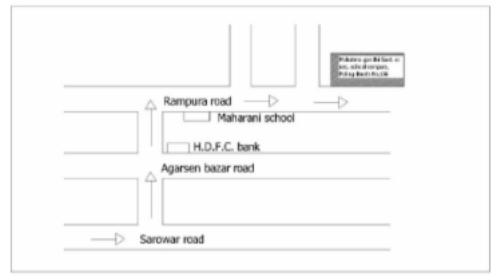 Rampura road
Maharani school
H.D.F.C. bank
Agarsen bazar road
Sarowar road